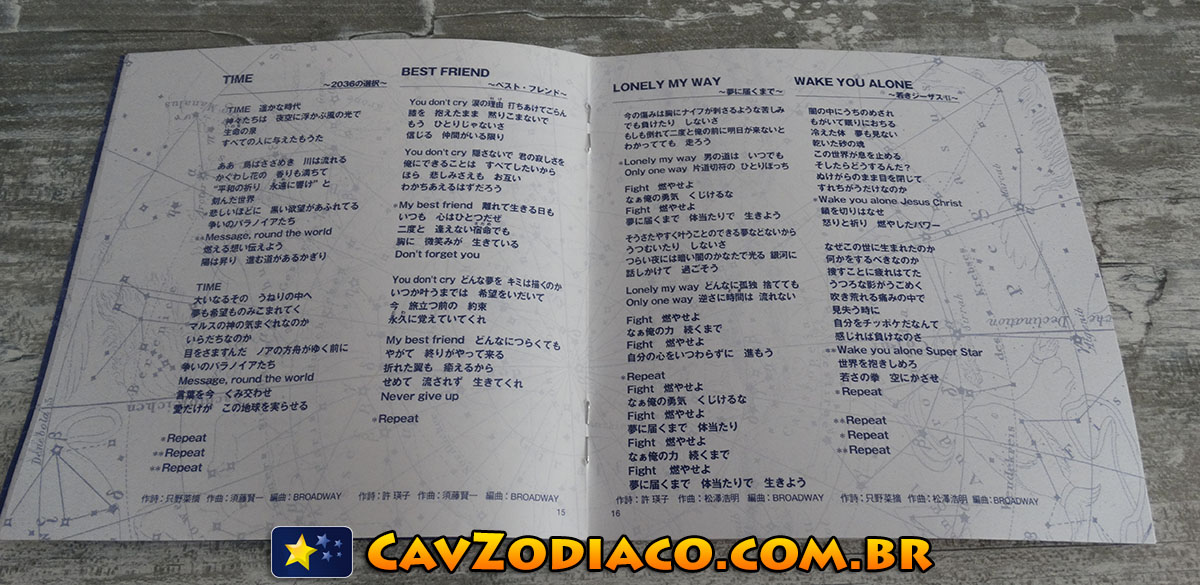 TIME
～2036の選択～
TIME　遥かな時代
神々たちは　夜空に浮かぶ風の光で
生命の泉
すべての人に与えたもうた
ああ　鳥はささめき　川は流れる
かぐわし花の　香りも満ちて
“平和の祈り　永遠に響け”と
刻んだ世界
*悲しいほどに　黒い欲望があふれてる
争いのパラノイアたち
**Message, round the world
燃える想い伝えよう
陽は昇り　進む道があるかぎり
TIME
大いなるその　うねりの中へ
夢も希望ものみこまれてく
マルスの神の気まぐれなのか
いらだちなのか
目をさますんだ　ノアの方舟がゆく前に
争いのパラノイアたち
Message, round the world
言葉を今　くみ交わせ
愛だけが　この地球を実らせる
*Repeat
**Repeat
**Repeat
作詩：只野菜摘　作曲：須藤賢一　編曲：BROADWAY
BEST FRIEND
～ベスト・フレンド～
You don't cry　涙の理由　打ちあけてごらん
膝を　抱えたまま　黙りこまないで
もう　ひとりじゃないさ
信じる　仲間がいる限り
You don't cry　隠さないで　君の寂しさを
俺にできることは　すべてしたいから
ほら　悲しみさえも　お互い
わかちあえるはずだろう
*My best friend　離れて生きる日も
いつも　心はひとつだぜ
二度と　逢えない宿命でも
胸に　微笑みが　生きている
Don't forget you
You don't cry　どんな夢を　キミは描くのか
いつか叶うまでは　希望をいだいて
今　旅立つ前の　約束
永久に覚えていてくれ
My best friend　どんなにつらくても
やがて　終りがやって来る
折れた翼も　癒えるから
せめて　流されず　生きてくれ
Never give up
*Repeat
作詩：許 瑛子　作曲：須藤賢一　編曲：BROADWAY
15
LONELY MY WAY
～夢に届くまで～
今の傷みは胸にナイフが刺さるような苦しみ
でも負けたり　しないさ
もしも倒れて二度と俺の前に明日が来ないと
わかってても　走ろう
*Lonely my way　男の道は　いつでも
Only one way　片道切符の　ひとりぼっち
Fight　燃やせよ
なぁ俺の勇気　くじけるな
Fight　燃やせよ
夢に届くまで　体当たりで　生きよう
そうさたやすく叶うことのできる夢などないから
うつむいたり　しないさ
つらい夜には暗い闇のかなたで光る 銀河に
話しかけて　過ごそう
Lonely my way　どんなに孤独　捨てても
Only one way　逆さに時間は　流れない
Fight　燃やせよ
なぁ俺の力　続くまで
Fight　燃やせよ
自分の心をいつわらずに　進もう
*Repeat
Fight　燃やせよ
なぁ俺の勇気　くじけるな
Fight　燃やせよ
夢に届くまで　体当たり
Fight　燃やせよ
なぁ俺の力　続くまで
Fight　燃やせよ
夢に届くまで　体当たりで　生きよう
作詩：許 瑛子　作曲：松澤浩明　編曲：BROADWAY
16
WAKE YOU ALONE
～若きジーザス達～
闇の中にうちのめされ
もがいて眠りにおちる
冷えた体　夢も見ない
乾いた砂の魂
この世界が息を止める
そしたらどうするんだ？
ぬけがらのまま目を閉じて
すれちがうだけなのか
*Wake you alone Jesus Christ
鎖を切りはなせ
怒りと祈り　燃やしたパワー
なぜこの世に生まれたのか
何かをするべきなのか
捜すことに疲れはてた
うつろな影がうごめく
吹き荒れる痛みの中で
見失う時に
自分をチッポケだなんて
感じれば負けなのさ
**Wake you alone Super Star
世界を抱きしめろ
若さの拳　空にかざせ
*Repeat
**Repeat
*Repeat
**Repeat
作詩：只野菜摘　作曲：松澤浩明　編曲：BROADWAY
CavZodiaco.com.br